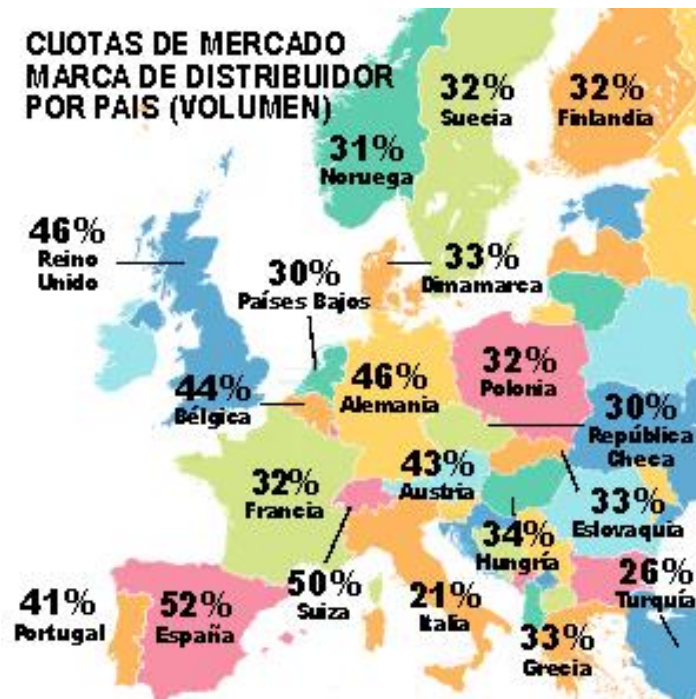 CUOTAS DE MERCADO
MARCA DE DISTRIBUIDOR
POR PAIS (VOLUMEN)
32%
Suecia
32%
Finlandia
31%
Noruega
46%
Reino
Unido
30%
Países Bajos
33%
Dimamarca
44%
Bélgica
46%
Alemania
32%
Polonia
30%
República
Checa
32%
Francia
43%
Austria
33%
Eslovaquia
34%
Hungría
50%
Suiza
21%
Italia
26%
Turquía
41%
Portugal
52%
España
33%
Grecia